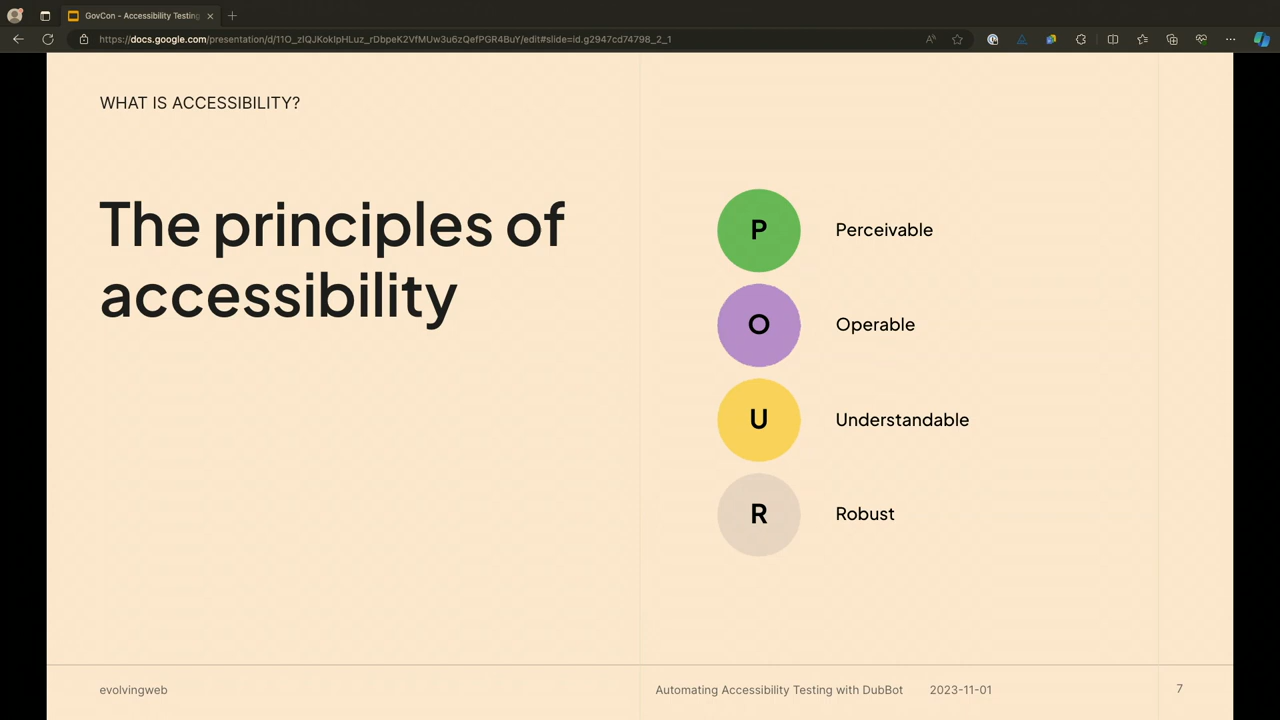 GovCon - Accessibility Testing
https://docs.google.com/presentation/d/11O_zIQJKokIpHLuz_rDbpeK2VfMUw3u6zQefPGR4BuY/edit#slide=id.g2947cd74798_2_1
WHAT IS ACCESSIBILITY?
The principles of
accessibility
P Perceivable
O Operable
U Understandable
R Robust
evolvingweb Automating Accessibility Testing with DubBot 2023-11-01 7